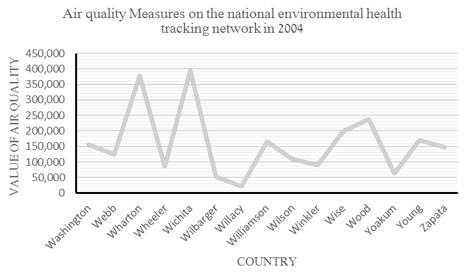 Air quality Measures on the national environmental health
tracking network in 2004
VALUE OF AIR QUALITY
450,000
400,000
350,000
300,000
250,000
200,000
150,000
100,000
50,000
0
Washington
Webb
Wharton
Wheeler
Wichita
Wilbarger
Willacy
Williamson
Wilson
Winkler
Wise
Wood
Yoakum
Young
Zapata
COUNTRY